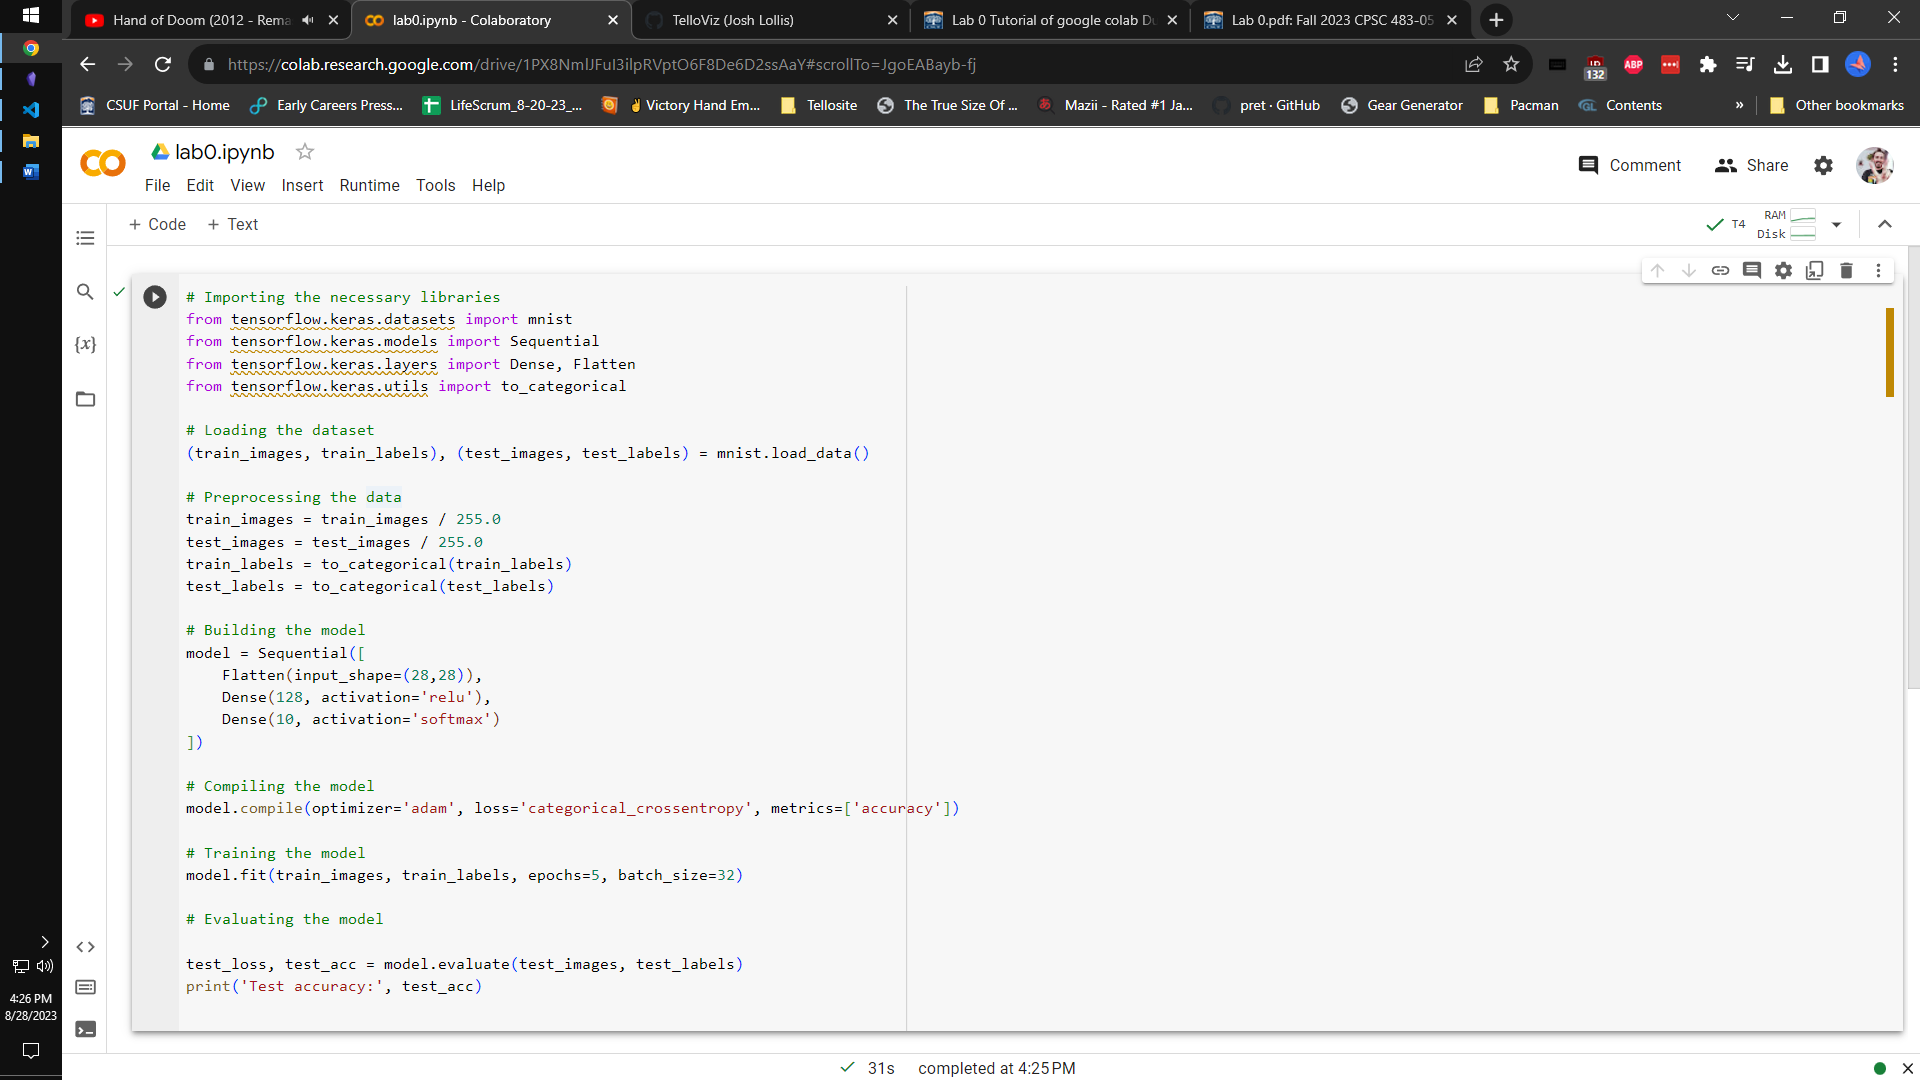 Hand of Doom (2012 - Rema
lab0.ipynb - Colaboratory
TelloViz (Josh Lollis)
Lab 0 Tutorial of google colab Du
Lab 0.pdf: Fall 2023 CPSC 483-05
https://colab.research.google.com/drive/1PX8NmlJFuI3ilpRVptO6F8De6D2ssAaY#scrollTo=JgoEABayb-fj
132
ABP
CSUF Portal - Home
Early Careers Press...
LifeScrum_8-20-23_...
Victory Hand Em...
Tellosite
The True Size Of ...
Mazii - Rated #1 Ja...
pret · GitHub
Gear Generator
Pacman
Contents
»
Other bookmarks
lab0.ipynb
Comment
Share
File Edit View Insert Runtime Tools Help
+ Code + Text
T4
RAM
Disk
{x}
# Importing the necessary libraries
from tensorflow.keras.datasets import mnist
from tensorflow.keras.models import Sequential
from tensorflow.keras.layers import Dense, Flatten
from tensorflow.keras.utils import to_categorical
# Loading the dataset
(train_images, train_labels), (test_images, test_labels) = mnist.load_data()
# Preprocessing the data
train_images = train_images / 255.0
test_images = test_images / 255.0
train_labels = to_categorical(train_labels)
test_labels = to_categorical(test_labels)
# Building the model
model = Sequential([
    Flatten(input_shape=(28,28)),
    Dense(128, activation='relu'),
    Dense(10, activation='softmax')
])
# Compiling the model
model.compile(optimizer='adam', loss='categorical_crossentropy', metrics=['accuracy'])
# Training the model
model.fit(train_images, train_labels, epochs=5, batch_size=32)
# Evaluating the model
test_loss, test_acc = model.evaluate(test_images, test_labels)
print('Test accuracy:', test_acc)
4:26 PM
8/28/2023
31s completed at 4:25 PM